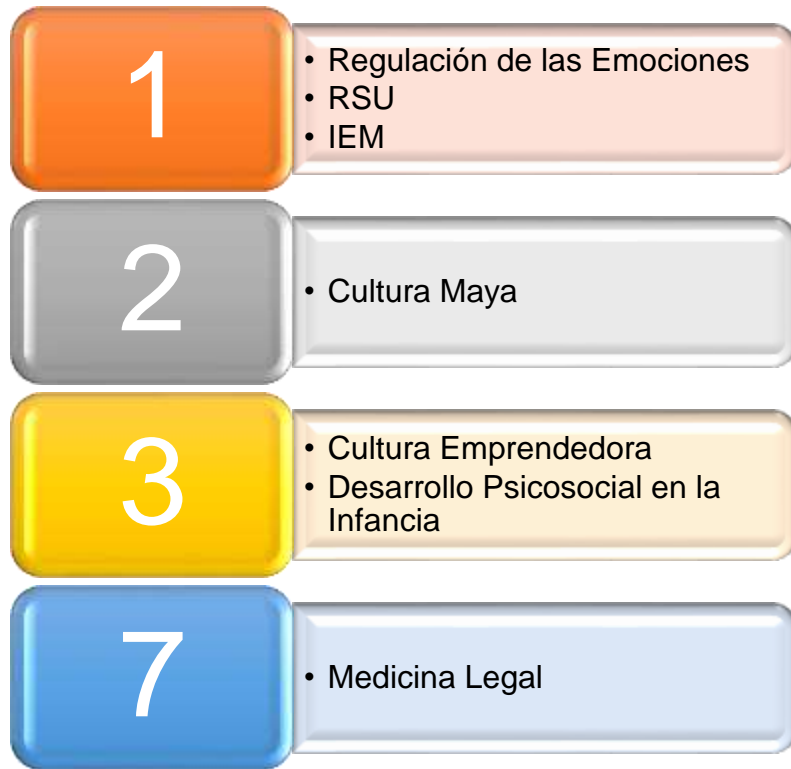 1
• Regulación de las Emociones
• RSU
• IEM
2
• Cultura Maya
3
• Cultura Emprendedora
• Desarrollo Psicosocial en la
Infancia
7
• Medicina Legal